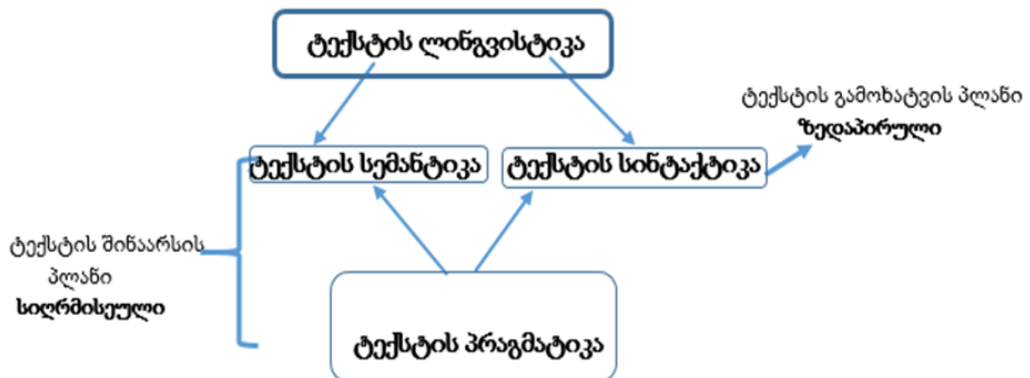 ტექსტის ლინგვისტიკა
ტექსტის გამოხატვის პლანი
ზედაპირული
ტექსტის სემანტიკა
ტექსტის სინტაქტიკა
ტექსტის შინაარსის
პლანი
სიღრმისეული
ტექსტის პრაგმატიკა